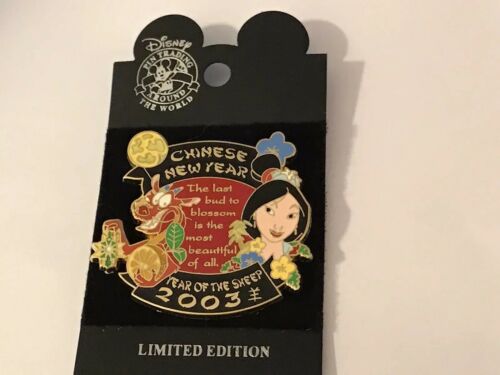 DISNEY
PIN TRADING
AROUND
THE WORLD
CHINESE
NEW YEAR
The last
bud to
blossom
is the
most
beautiful
of all.
YEAR OF THE SHEEP
2003 羊
LIMITED EDITION